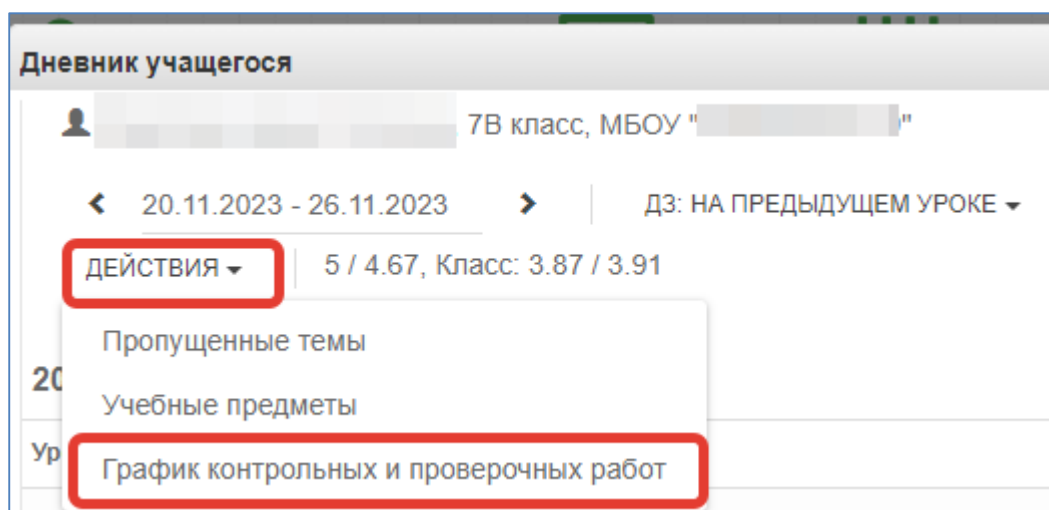 Дневник учащегося
7В класс, МБОУ " "
20.11.2023 - 26.11.2023 ДЗ: НА ПРЕДЫДУЩЕМ УРОКЕ
ДЕЙСТВИЯ 5 / 4.67, Класс: 3.87 / 3.91
Пропущенные темы
20
Учебные предметы
Ур
График контрольных и проверочных работ